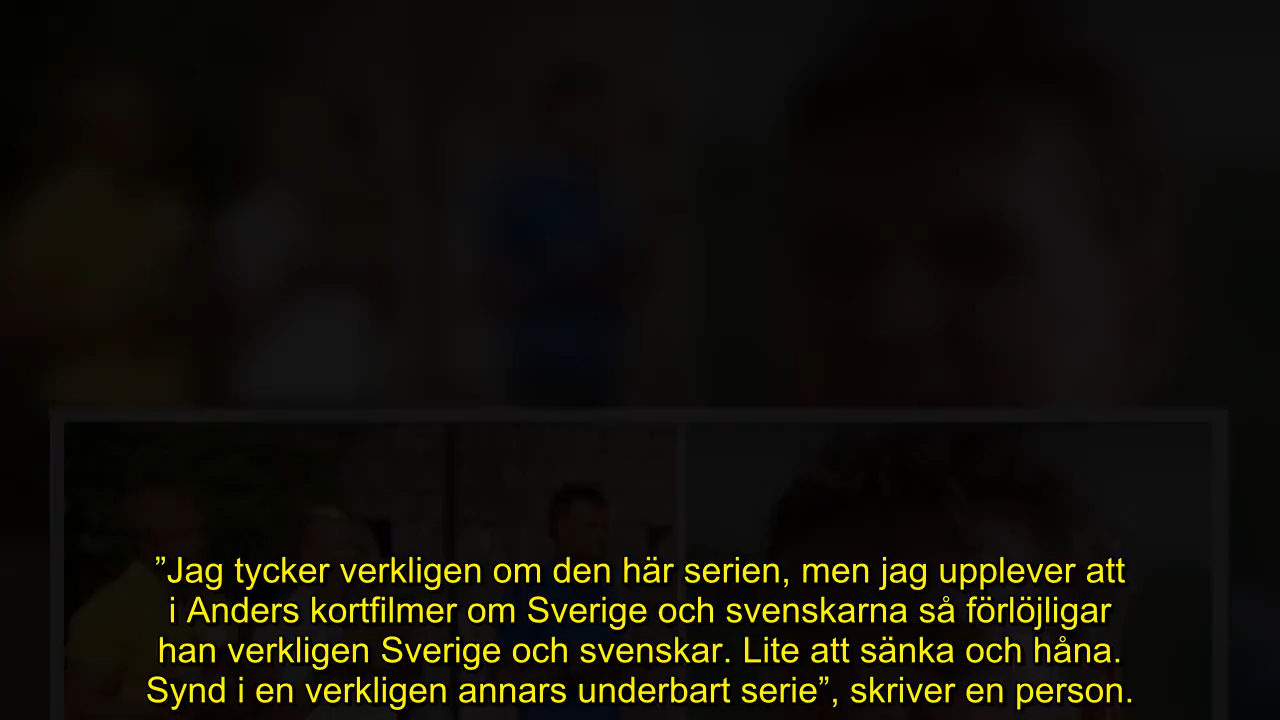 ”Jag tycker verkligen om den här serien, men jag upplever att
i Anders kortfilmer om Sverige och svenskarna så förlöjligar
han verkligen Sverige och svenskar. Lite att sänka och håna.
Synd i en verkligen annars underbart serie”, skriver en person.